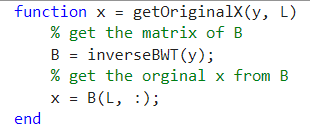 function x = getOriginalX(y, L)
% get the matrix of B
B = inverseBWT(y);
% get the orginal x from B
x = B(L, :);
end